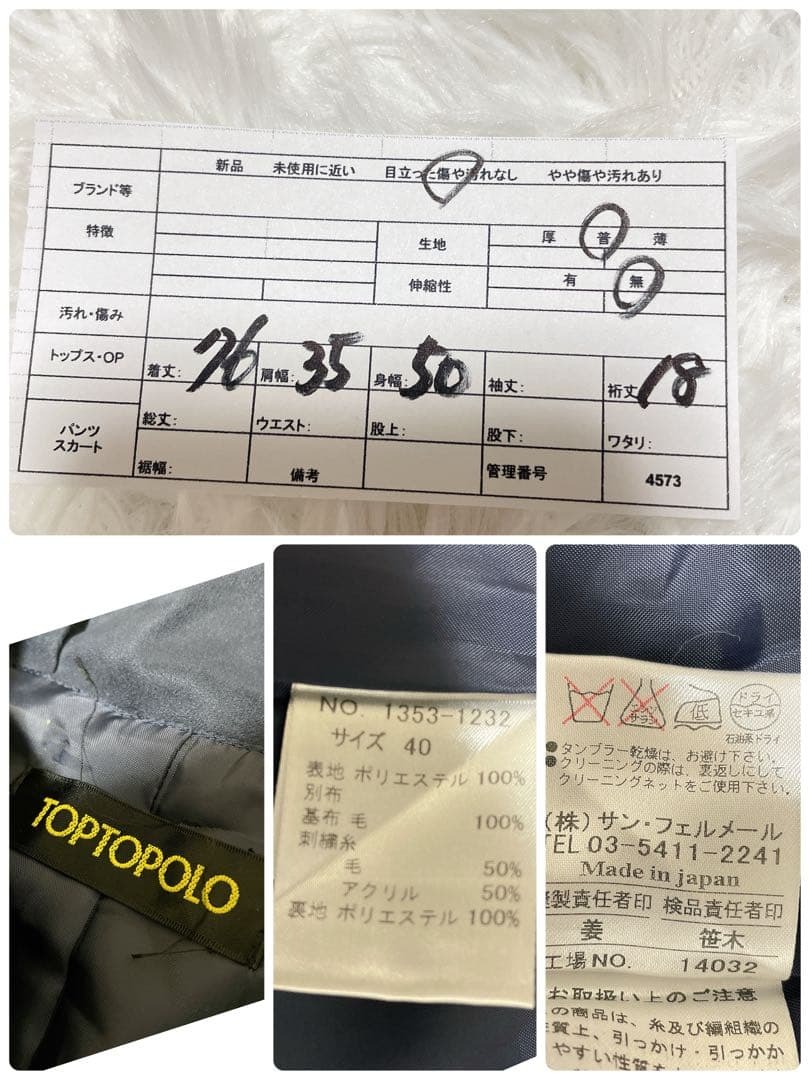 新品 未使用に近い 目立った傷や汚れなし やや傷や汚れあり
ブランド等
特徴 生地 厚 普 薄
伸縮性 有 無
汚れ・傷み
トップス・OP 着丈: 76 肩幅: 35 身幅: 50 袖丈: 裄丈: 18
パンツ スカート 総丈: ウエスト: 股上: 股下: ワタリ:
裾幅: 備考 管理番号 4573
TOPTOPOLO
NO. 1353-1232
サイズ 40
表地 ポリエステル 100%
別布
基布 毛 100%
刺繍糸
毛 50%
アクリル 50%
裏地 ポリエステル 100%
エンソ サラシ 低 ドライ セキユ系
石油系ドライ
●タンブラー乾燥は、お避け下さい。
●クリーニングの際は、裏返しにして
クリーニングネットをご使用下さい。
(株)サン・フェルメール
TEL 03-5411-2241
Made in japan
縫製責任者印 検品責任者印
姜 笹木
工場NO. 14032
お取扱い上のご注意
の商品は、糸及び編組織の
性質上、引っかけ・引っかか
やすい性質を